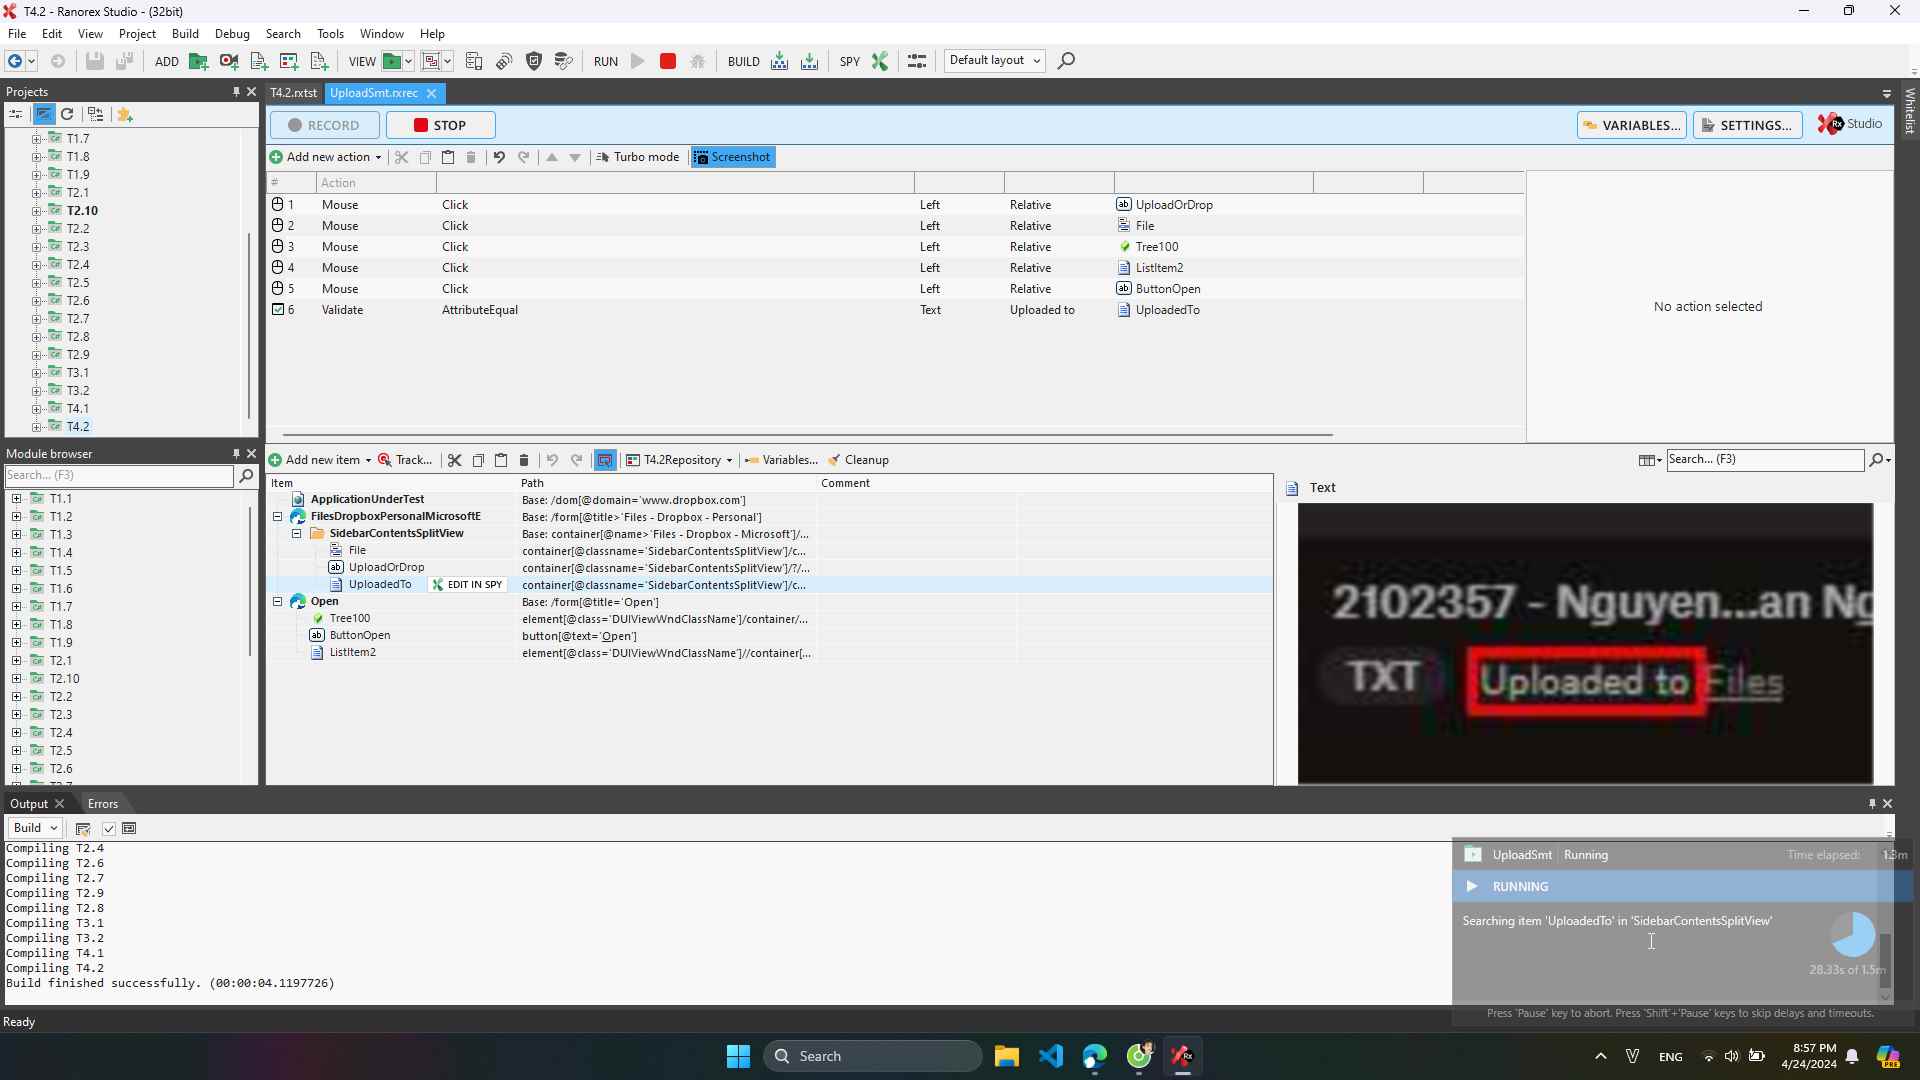 T4.2 - Ranorex Studio - (32bit)
File Edit View Project Build Debug Search Tools Window Help
ADD VIEW RUN BUILD SPY Default layout
Projects
T4.2.rxtst UploadSmt.rxrec
Whitelist
RECORD STOP VARIABLES... SETTINGS... Rx Studio
Add new action Turbo mode Screenshot
# Action
1 Mouse Click Left Relative UploadOrDrop
2 Mouse Click Left Relative File
3 Mouse Click Left Relative Tree100
4 Mouse Click Left Relative ListItem2
5 Mouse Click Left Relative ButtonOpen
6 Validate AttributeEqual Text Uploaded to UploadedTo
No action selected
T1.7
T1.8
T1.9
T2.1
T2.10
T2.2
T2.3
T2.4
T2.5
T2.6
T2.7
T2.8
T2.9
T3.1
T3.2
T4.1
T4.2
Module browser
Search... (F3)
T1.1
T1.2
T1.3
T1.4
T1.5
T1.6
T1.7
T1.8
T1.9
T2.1
T2.10
T2.2
T2.3
T2.4
T2.5
T2.6
Add new item Track... T4.2Repository Variables... Cleanup Search... (F3)
Item Path Comment
ApplicationUnderTest Base: /dom[@domain='www.dropbox.com']
FilesDropboxPersonalMicrosoftE Base: /form[@title>'Files - Dropbox - Personal']
SidebarContentsSplitView Base: container[@name>'Files - Dropbox - Microsoft']/...
File container[@classname='SidebarContentsSplitView']/c...
UploadOrDrop container[@classname='SidebarContentsSplitView']/?/...
UploadedTo EDIT IN SPY container[@classname='SidebarContentsSplitView']/c...
Open Base: /form[@title='Open']
Tree100 element[@class='DUIViewWndClassName']/container/...
ButtonOpen button[@text='Open']
ListItem2 element[@class='DUIViewWndClassName']//container[...
Text
2102357 - Nguyen...an Ng
TXT Uploaded to Files
Output Errors
Build
Compiling T2.4
Compiling T2.6
Compiling T2.7
Compiling T2.9
Compiling T2.8
Compiling T3.1
Compiling T3.2
Compiling T4.1
Compiling T4.2
Build finished successfully. (00:00:04.1197726)
UploadSmt Running Time elapsed: 1.3m
RUNNING
Searching item 'UploadedTo' in 'SidebarContentsSplitView'
28.33s of 1.5m
Press 'Pause' key to abort. Press 'Shift'+'Pause' keys to skip delays and timeouts.
Ready
Search
ENG
8:57 PM
4/24/2024
PRE